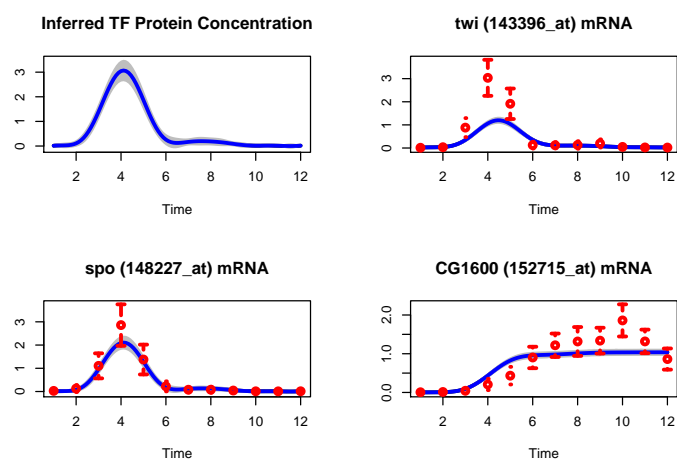 Inferred TF Protein Concentration
3
2
1
0
2 4 6 8 10 12
Time
twi (143396_at) mRNA
3
2
1
0
2 4 6 8 10 12
Time
spo (148227_at) mRNA
3
2
1
0
2 4 6 8 10 12
Time
CG1600 (152715_at) mRNA
2.0
1.0
0.0
2 4 6 8 10 12
Time